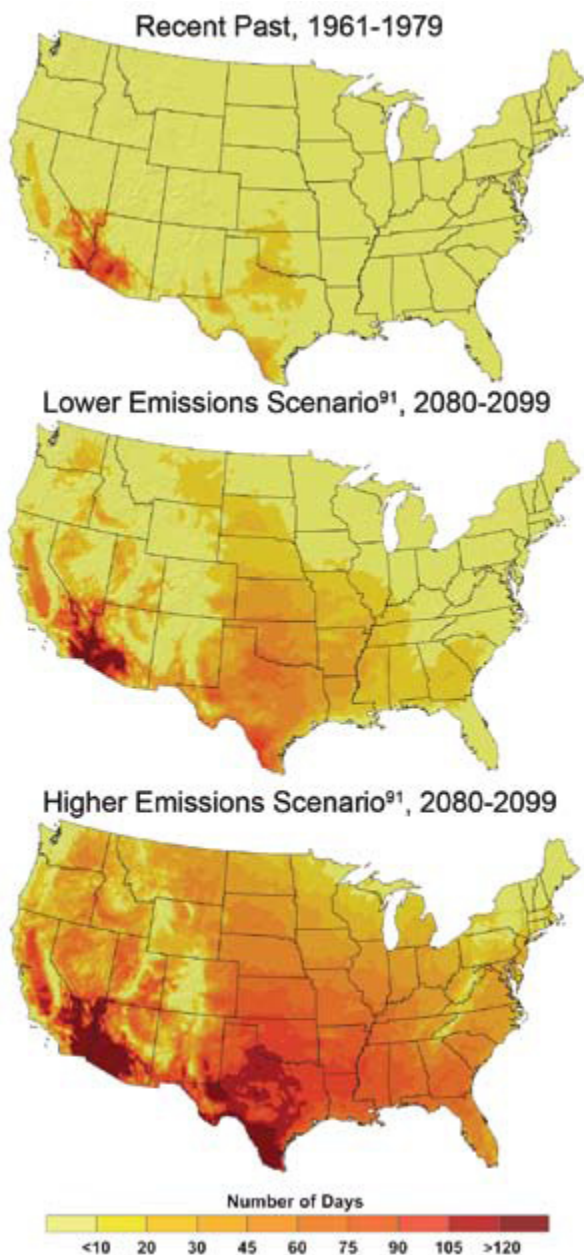 Recent Past, 1961-1979
Lower Emissions Scenario⁹¹, 2080-2099
Higher Emissions Scenario⁹¹, 2080-2099
Number of Days
<10 20 30 45 60 75 90 105 >120